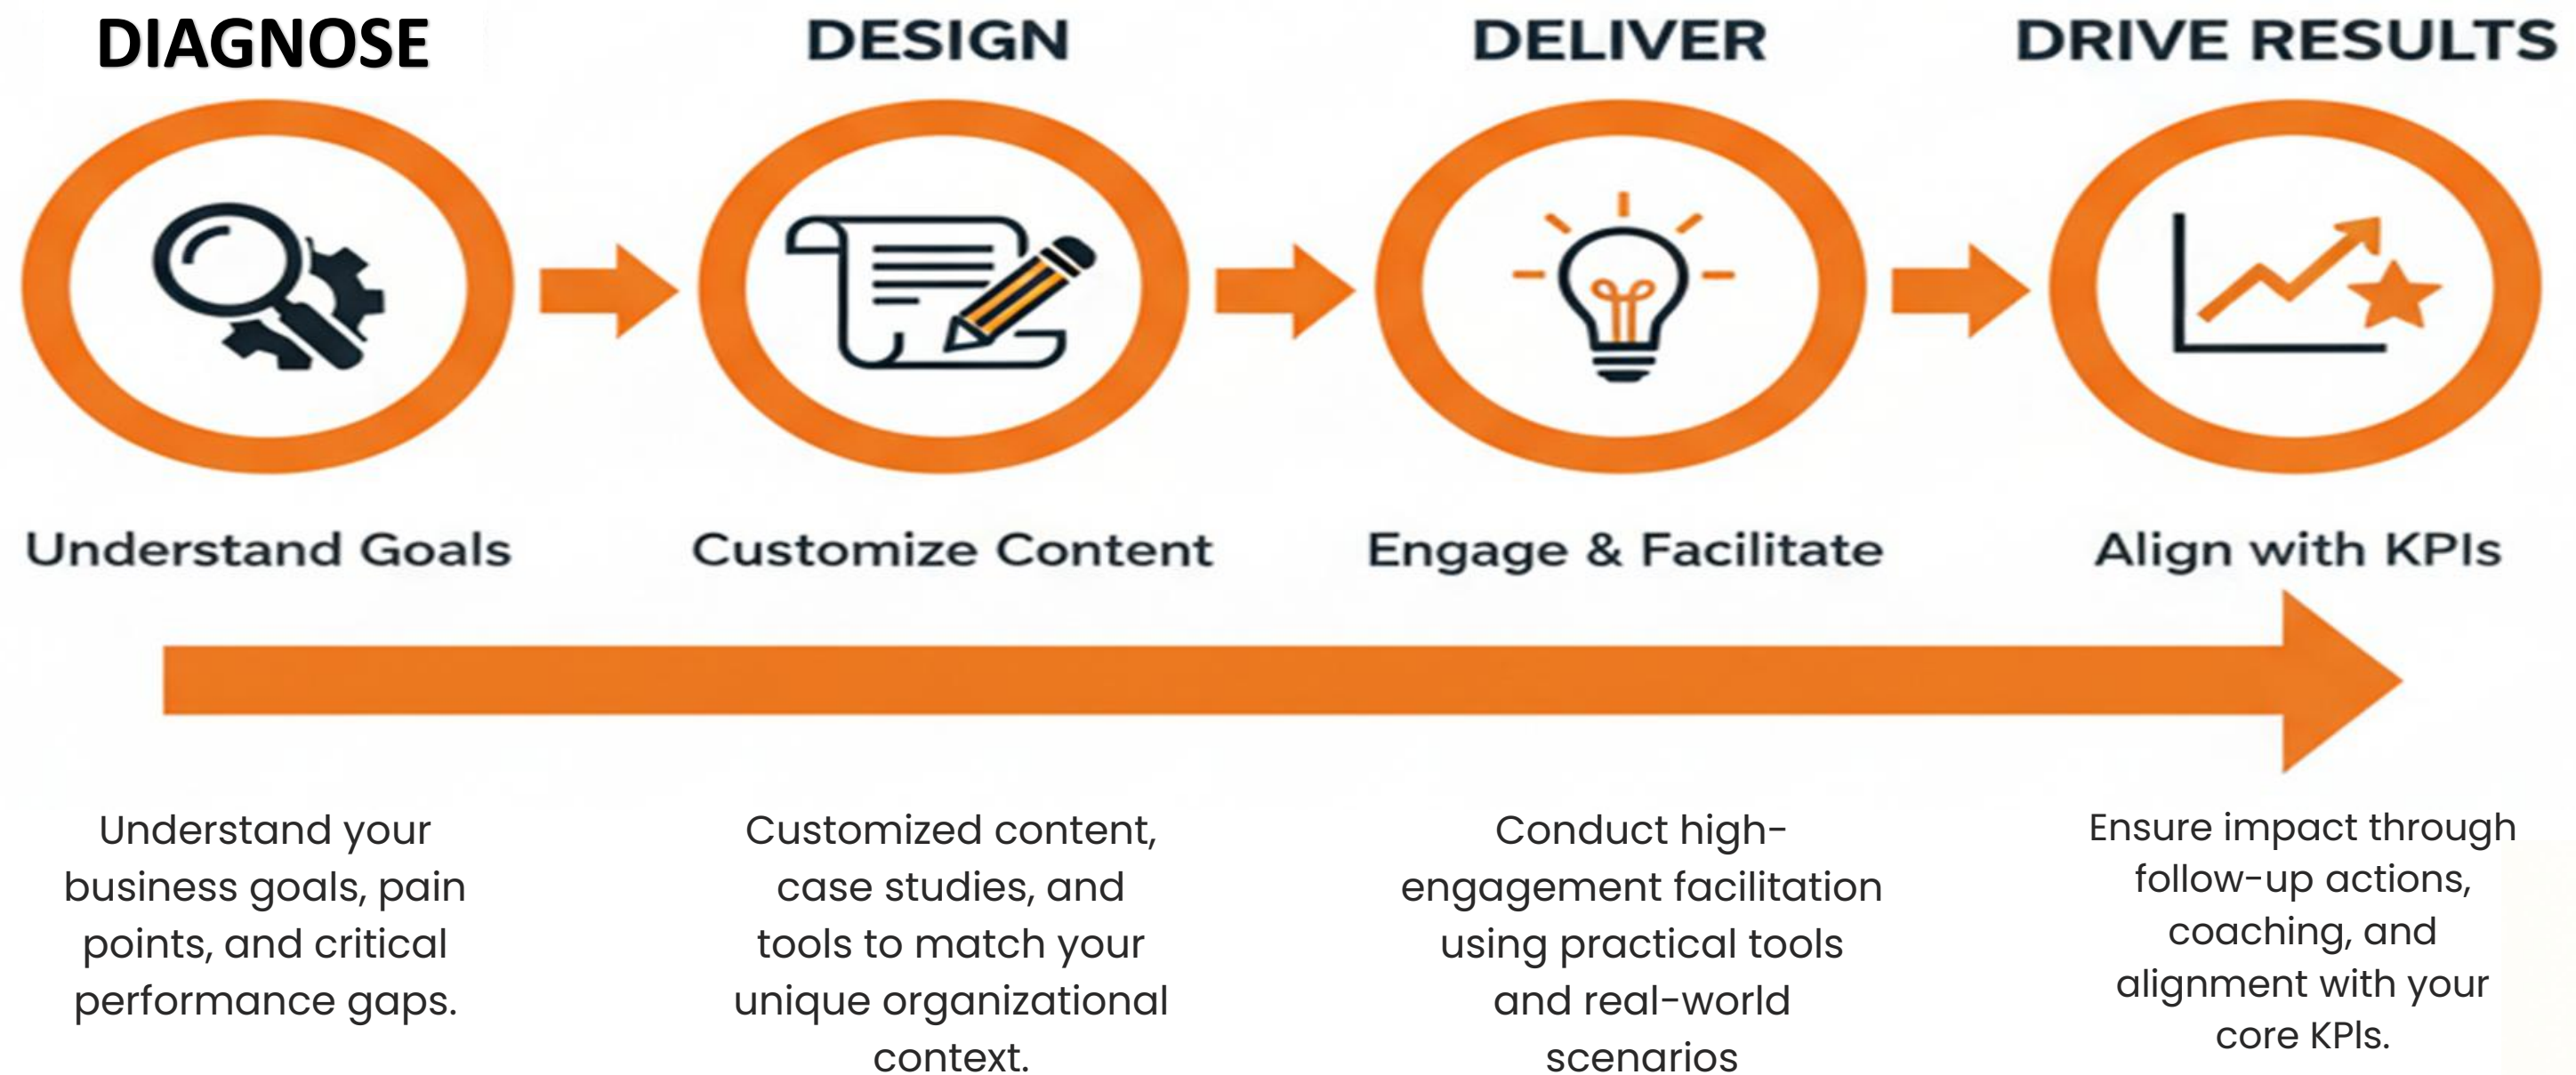 DIAGNOSE
DESIGN
DELIVER
DRIVE RESULTS
Understand Goals
Customize Content
Engage & Facilitate
Align with KPIs
Understand your
business goals, pain
points, and critical
performance gaps.
Customized content,
case studies, and
tools to match your
unique organizational
context.
Conduct high-
engagement facilitation
using practical tools
and real-world
scenarios
Ensure impact through
follow-up actions,
coaching, and
alignment with your
core KPIs.